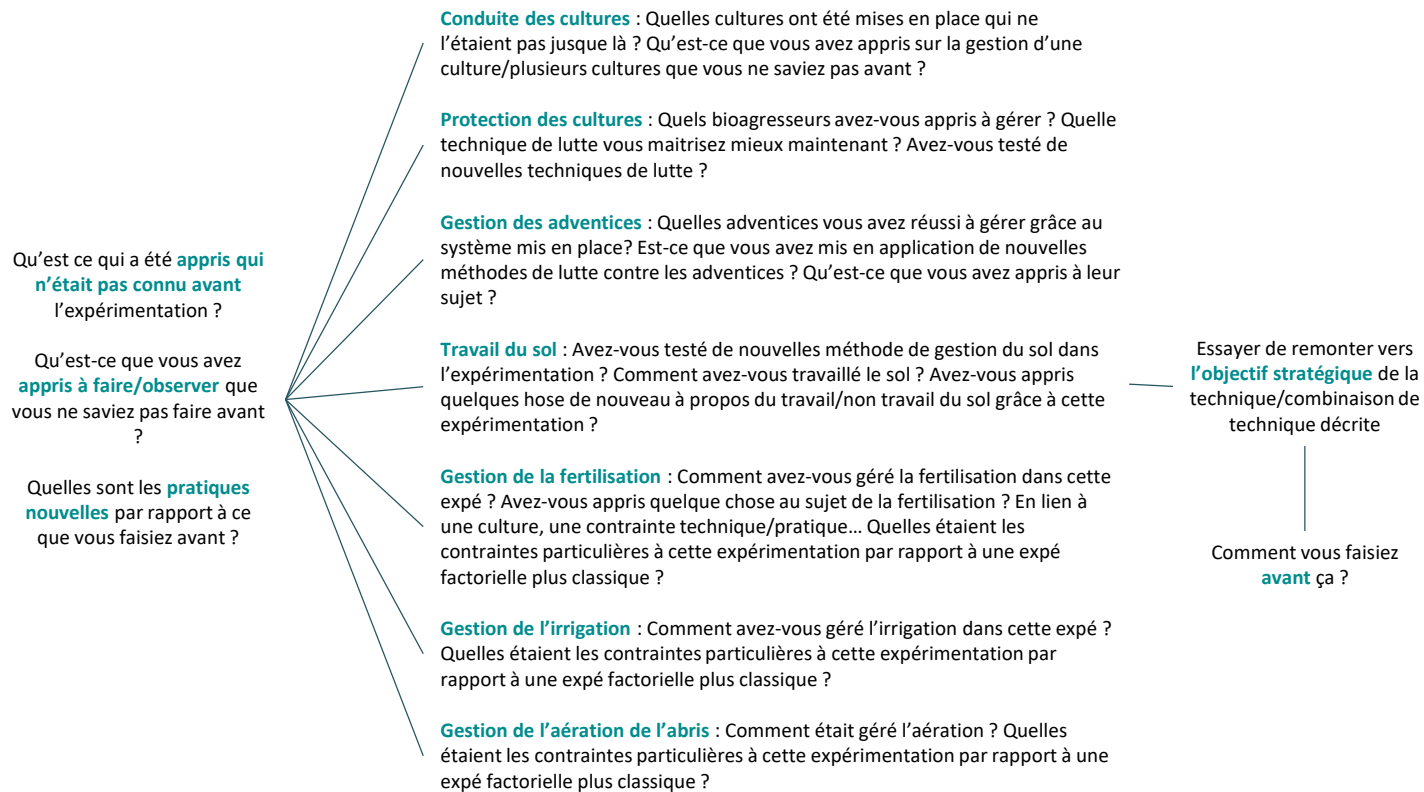 Qu’est ce qui a été appris qui
n’était pas connu avant
l’expérimentation ?
Qu’est-ce que vous avez
appris à faire/observer que
vous ne saviez pas faire avant
?
Quelles sont les pratiques
nouvelles par rapport à ce
que vous faisiez avant ?
Conduite des cultures : Quelles cultures ont été mises en place qui ne
l’étaient pas jusque là ? Qu’est-ce que vous avez appris sur la gestion d’une
culture/plusieurs cultures que vous ne saviez pas avant ?
Protection des cultures : Quels bioagresseurs avez-vous appris à gérer ? Quelle
technique de lutte vous maitrisez mieux maintenant ? Avez-vous testé de
nouvelles techniques de lutte ?
Gestion des adventices : Quelles adventices vous avez réussi à gérer grâce au
système mis en place? Est-ce que vous avez mis en application de nouvelles
méthodes de lutte contre les adventices ? Qu’est-ce que vous avez appris à leur
sujet ?
Travail du sol : Avez-vous testé de nouvelles méthode de gestion du sol dans
l’expérimentation ? Comment avez-vous travaillé le sol ? Avez-vous appris
quelques hose de nouveau à propos du travail/non travail du sol grâce à cette
expérimentation ?
Gestion de la fertilisation : Comment avez-vous géré la fertilisation dans cette
expé ? Avez-vous appris quelque chose au sujet de la fertilisation ? En lien à
une culture, une contrainte technique/pratique… Quelles étaient les
contraintes particulières à cette expérimentation par rapport à une expé
factorielle plus classique ?
Gestion de l’irrigation : Comment avez-vous géré l’irrigation dans cette expé ?
Quelles étaient les contraintes particulières à cette expérimentation par
rapport à une expé factorielle plus classique ?
Gestion de l’aération de l’abris : Comment était géré l’aération ? Quelles
étaient les contraintes particulières à cette expérimentation par rapport à une
expé factorielle plus classique ?
Essayer de remonter vers
l’objectif stratégique de la
technique/combinaison de
technique décrite
Comment vous faisiez
avant ça ?